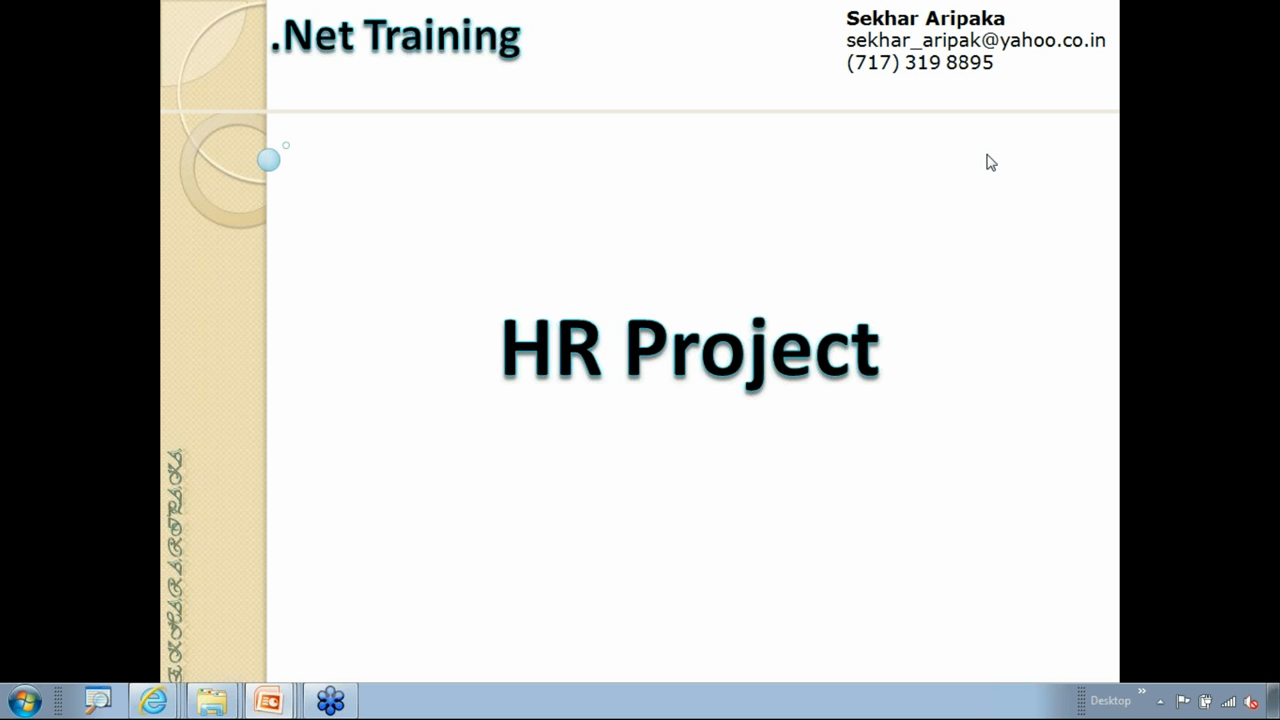 .Net Training
Sekhar Aripaka
sekhar_aripak@yahoo.co.in
(717) 319 8895
HR Project
Desktop